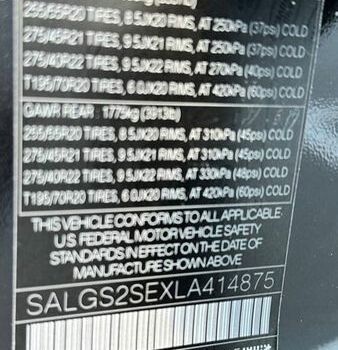 255/55R20 TIRES, 8.5JX20 RIMS, AT 250kPa (37psi) COLD
275/45R21 TIRES, 9.5JX21 RIMS, AT 250kPa (37psi) COLD
275/40R22 TIRES, 9.5JX22 RIMS, AT 270kPa (40psi) COLD
T195/70R20 TIRES, 6.0JX20 RIMS, AT 420kPa (60psi) COLD
GAWR REAR : 1775kg (3913lb)
255/55R20 TIRES, 8.5JX20 RIMS, AT 310kPa (45psi) COLD
275/45R21 TIRES, 9.5JX21 RIMS, AT 310kPa (45psi) COLD
275/40R22 TIRES, 9.5JX22 RIMS, AT 330kPa (48psi) COLD
T195/70R20 TIRES, 6.0JX20 RIMS, AT 420kPa (60psi) COLD
THIS VEHICLE CONFORMS TO ALL APPLICABLE
U.S. FEDERAL MOTOR VEHICLE SAFETY
STANDARDS IN EFFECT ON THE DATE OF
MANUFACTURE SHOWN ABOVE
SALGS2SEXLA414875